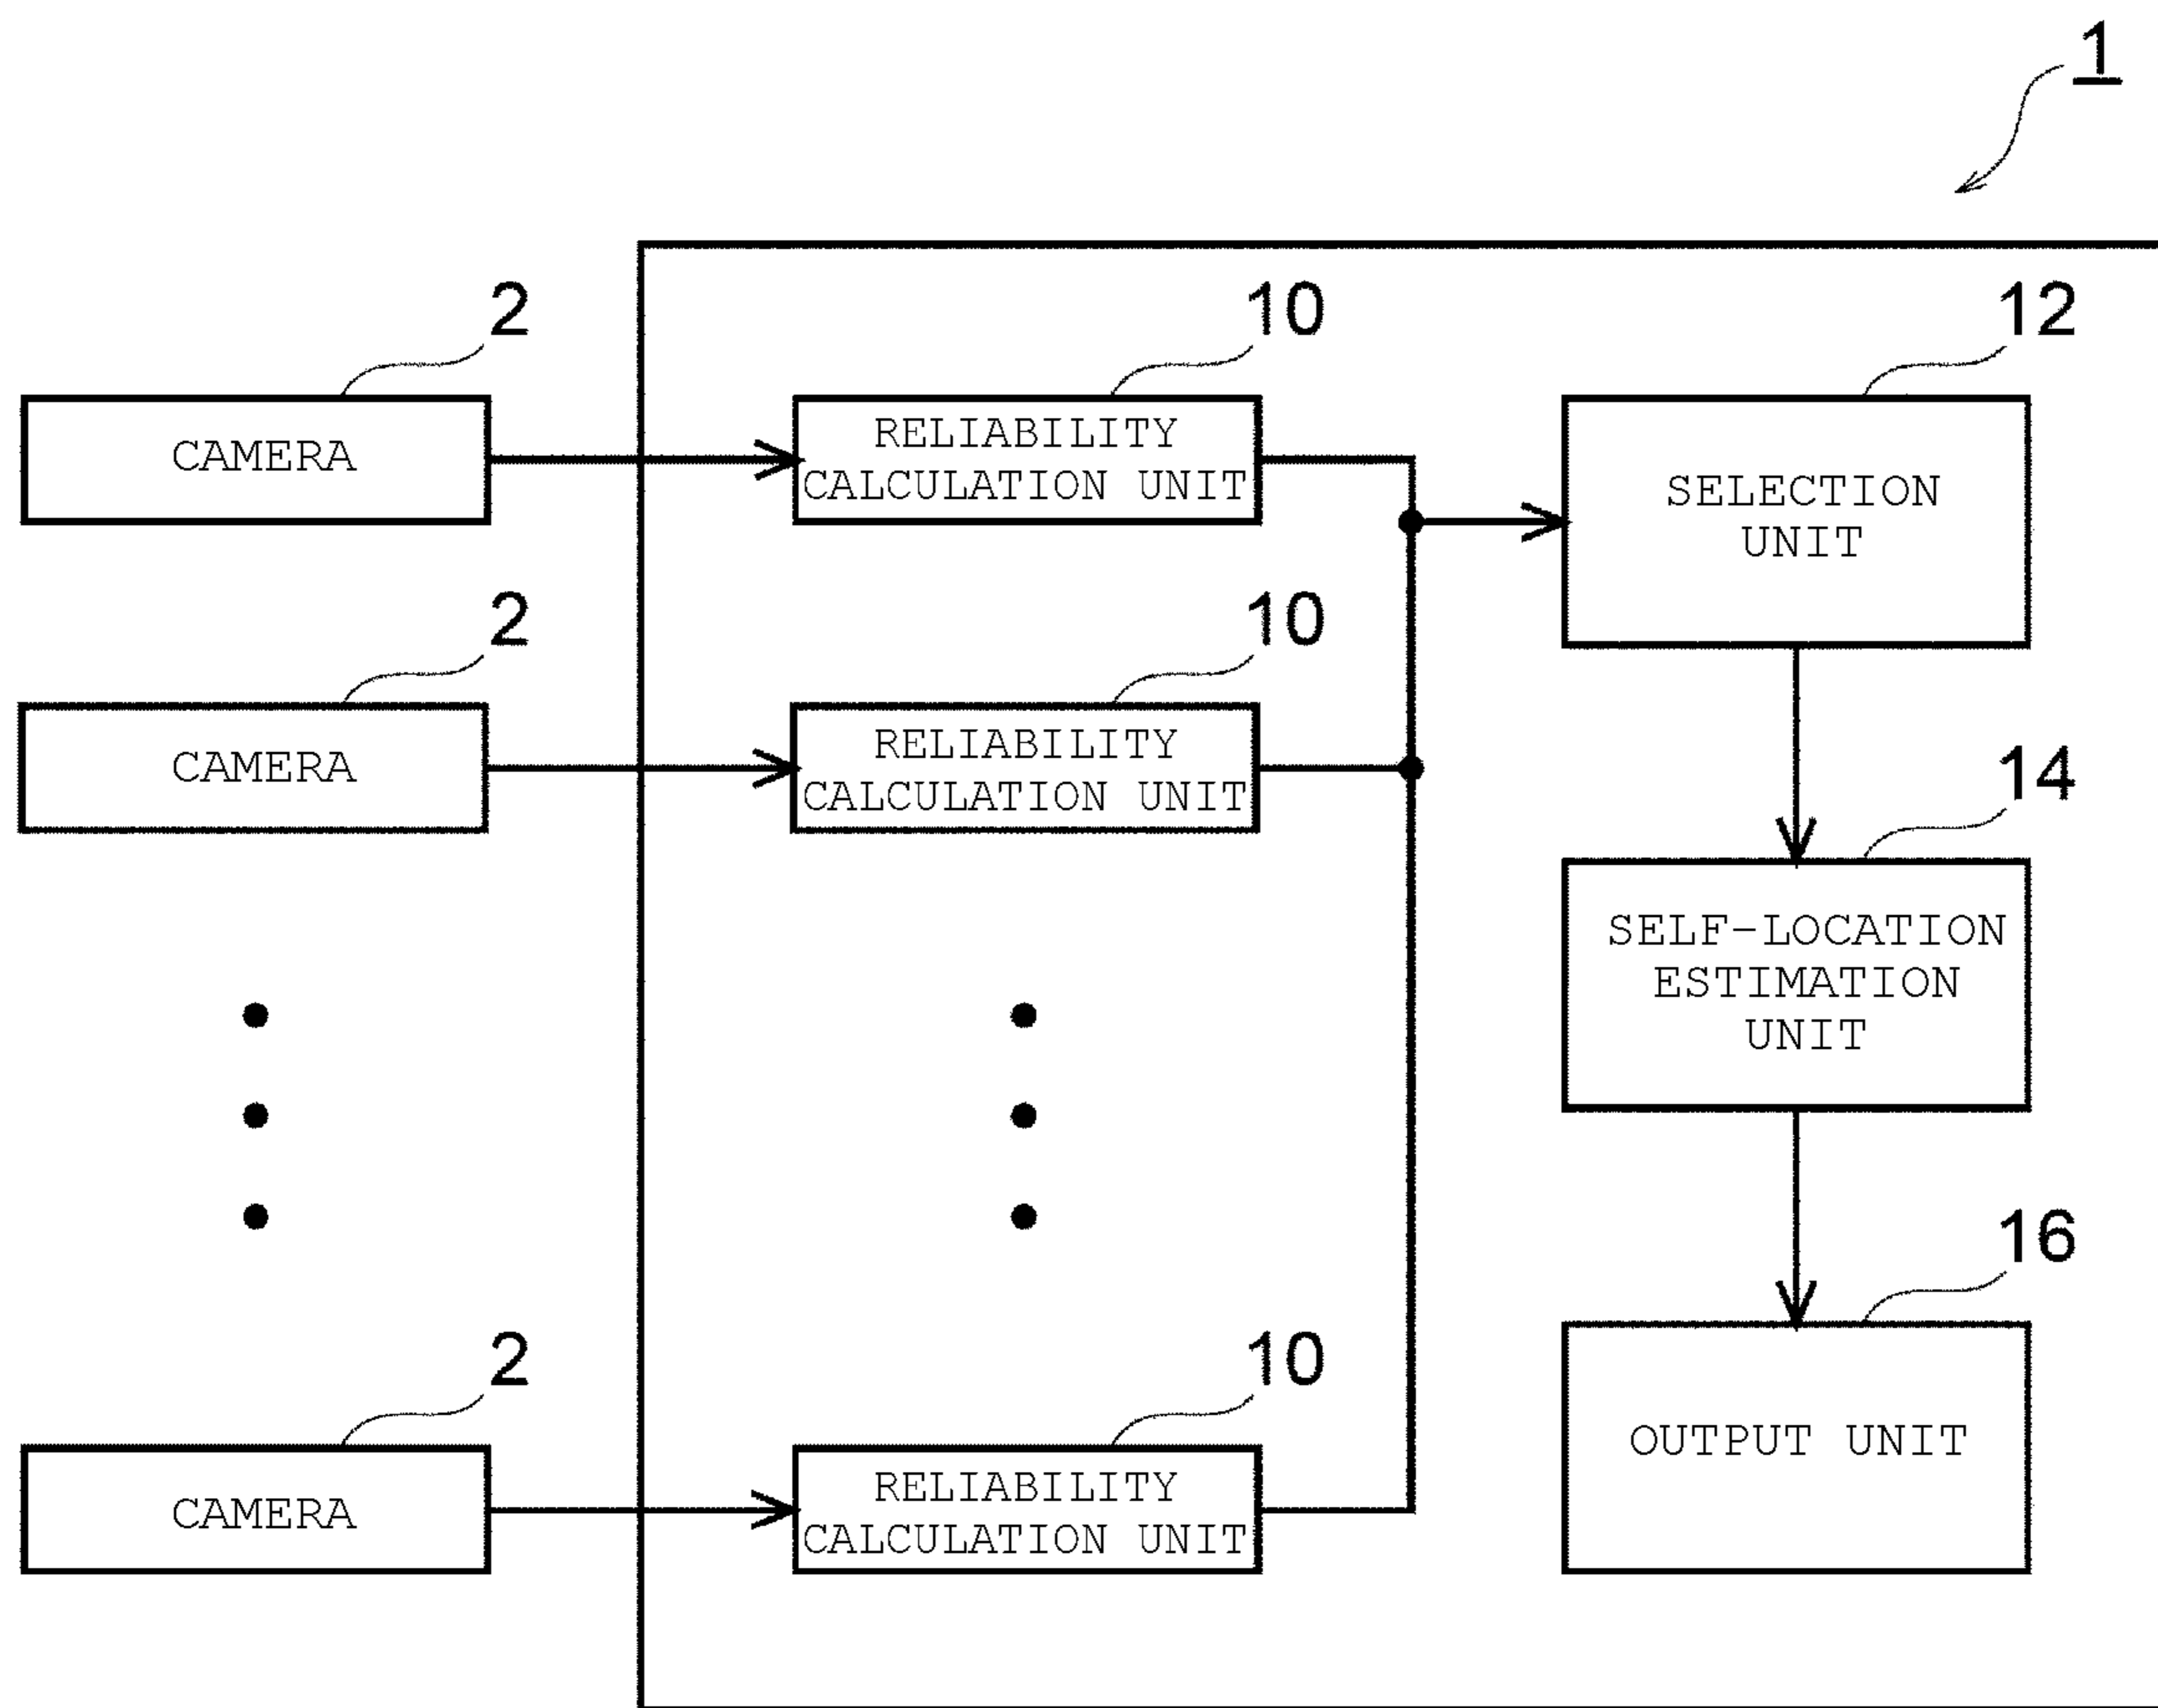 1
2
10
12
CAMERA
RELIABILITY
CALCULATION UNIT
SELECTION
UNIT
2
10
CAMERA
RELIABILITY
CALCULATION UNIT
14
SELF-LOCATION
ESTIMATION
UNIT
16
2
10
CAMERA
RELIABILITY
CALCULATION UNIT
OUTPUT UNIT